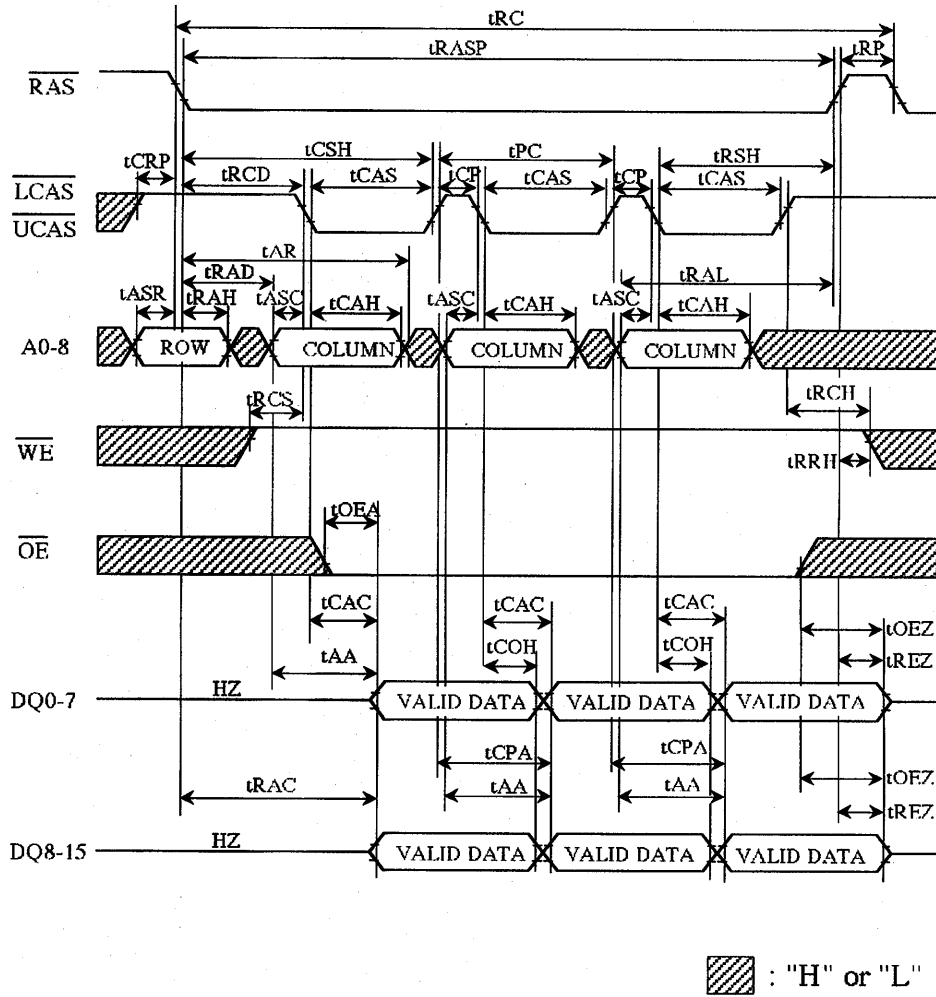 tRC
tRASP tRP
RAS
tCSH tPC tRSH
tCRP tRCD tCAS tCP tCAS tCP tCAS
LCAS
UCAS
tAR
tRAD tRAL
tASR tRAH tASC tCAH tASC tCAH tASC tCAH
A0-8 ROW COLUMN COLUMN COLUMN
tRCS tRCH
WE
tRRH
tOEA
OE
tCAC tCAC tCAC
tOEZ
tAA tCOH tCOH
tREZ
DQ0-7 HZ VALID DATA VALID DATA VALID DATA
tCPA tCPA
tOEZ
tRAC tAA tAA
tREZ
DQ8-15 HZ VALID DATA VALID DATA VALID DATA
: "H" or "L"